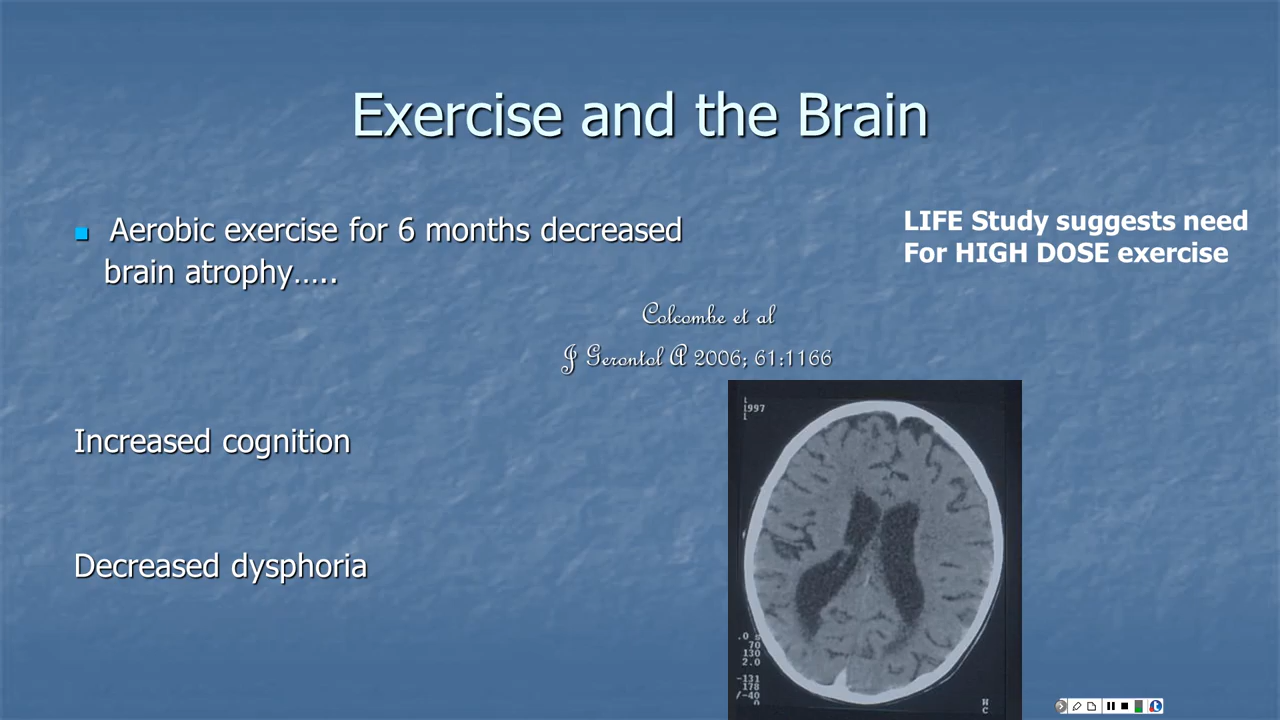 Exercise and the Brain
Aerobic exercise for 6 months decreased
brain atrophy…..
LIFE Study suggests need
For HIGH DOSE exercise
Colcombe et al
J Gerontol A 2006; 61:1166
Increased cognition
Decreased dysphoria
1997
70
130
2.0
-131
178
H
C